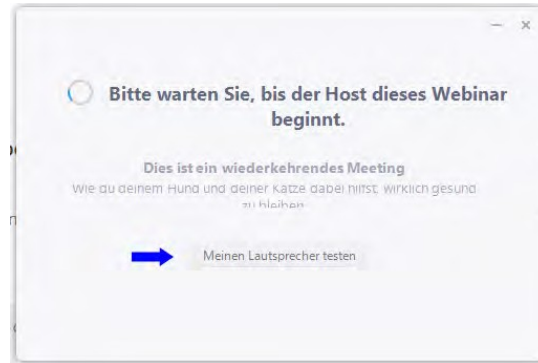 Bitte warten Sie, bis der Host dieses Webinar
beginnt.
Dies ist ein wiederkehrendes Meeting
Wie du deinem Hund und deiner Katze dabei hilfst, wirklich gesund
zu bleiben
Meinen Lautsprecher testen